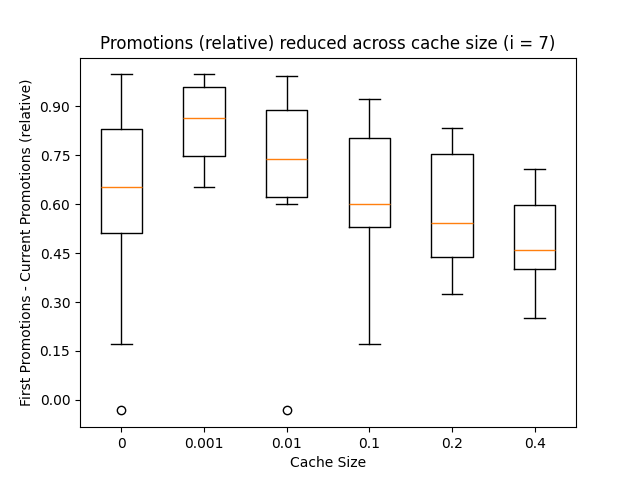 Promotions (relative) reduced across cache size (i = 7)
First Promotions - Current Promotions (relative)
0.90
0.75
0.60
0.45
0.30
0.15
0.00
0 0.001 0.01 0.1 0.2 0.4
Cache Size